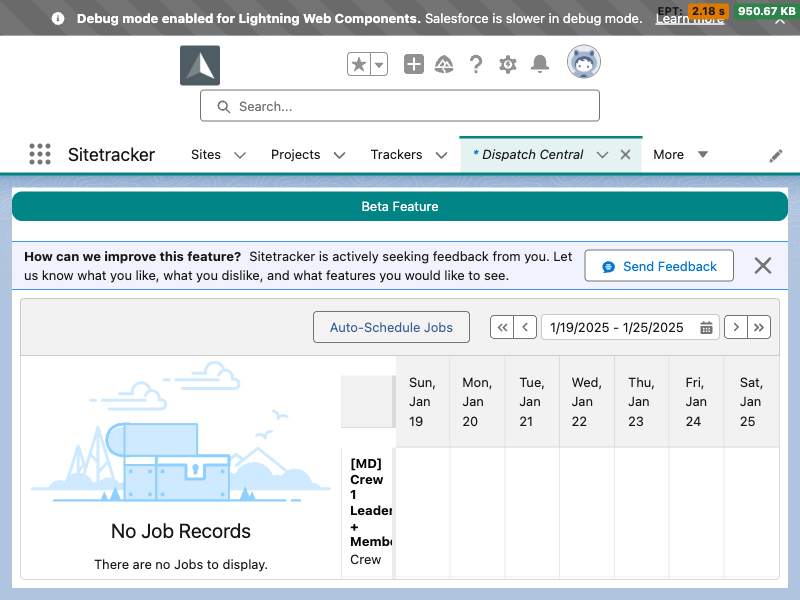 Debug mode enabled for Lightning Web Components. Salesforce is slower in debug mode. Learn more
EPT: 2.18 s 950.67 KB
Search...
Sitetracker Sites Projects Trackers * Dispatch Central More
Beta Feature
How can we improve this feature? Sitetracker is actively seeking feedback from you. Let
us know what you like, what you dislike, and what features you would like to see.
Send Feedback
Auto-Schedule Jobs
1/19/2025 - 1/25/2025
Sun, Jan 19
Mon, Jan 20
Tue, Jan 21
Wed, Jan 22
Thu, Jan 23
Fri, Jan 24
Sat, Jan 25
[MD]
Crew
1
Leader
+
Membe
Crew
No Job Records
There are no Jobs to display.